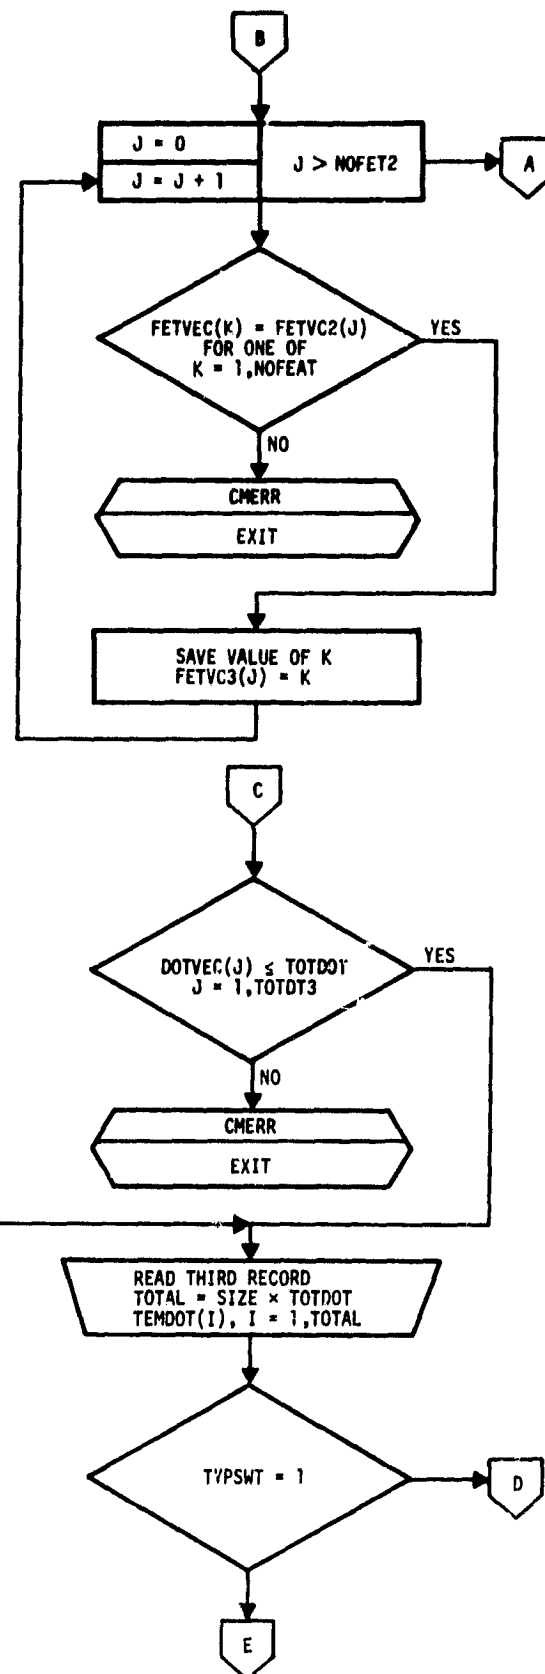 B
J = 0
J = J + 1
J > NOFET2
A
FETVEC(K) = FETVC2(J)
FOR ONE OF
K = 1,NOFEAT
YES
NO
CMERR
EXIT
SAVE VALUE OF K
FETVC3(J) = K
C
DOTVEC(J) ≤ TOTDOT
J = 1,TOTDT3
YES
NO
CMERR
EXIT
READ THIRD RECORD
TOTAL = SIZE × TOTDOT
TEMDOT(I), I = 1,TOTAL
TYPSWT = 1
D
E